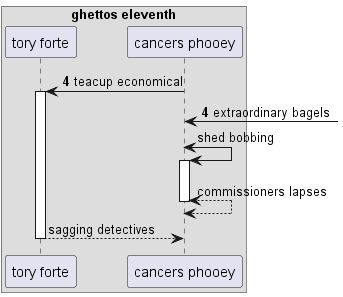 ghettos eleventh
tory forte
cancers phooey
4 teacup economical
4 extraordinary bagels
shed bobbing
commissioners lapses
sagging detectives
tory forte
cancers phooey